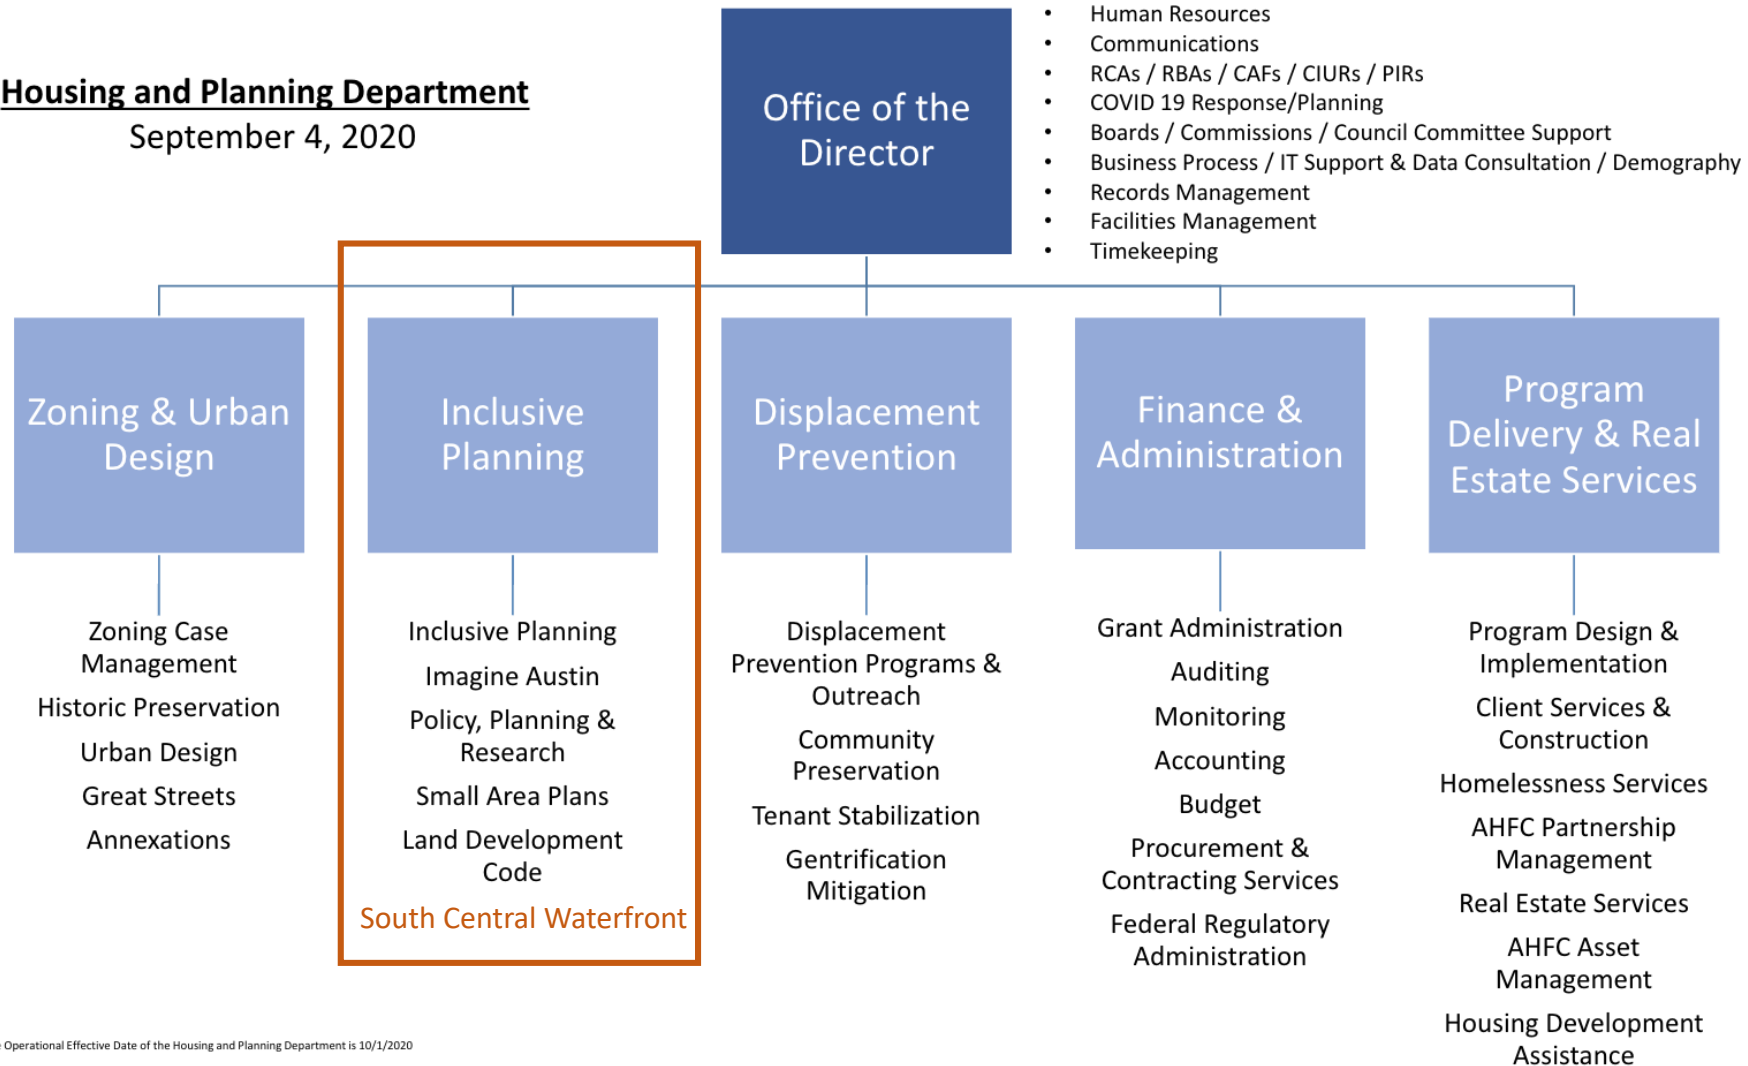 Housing and Planning Department
September 4, 2020
Office of the
Director
• Human Resources
• Communications
• RCAs / RBAs / CAFs / CIURs / PIRs
• COVID 19 Response/Planning
• Boards / Commissions / Council Committee Support
• Business Process / IT Support & Data Consultation / Demography
• Records Management
• Facilities Management
• Timekeeping
Zoning & Urban
Design
Zoning Case
Management
Historic Preservation
Urban Design
Great Streets
Annexations
Inclusive
Planning
Inclusive Planning
Imagine Austin
Policy, Planning &
Research
Small Area Plans
Land Development
Code
South Central Waterfront
Displacement
Prevention
Displacement
Prevention Programs &
Outreach
Community
Preservation
Tenant Stabilization
Gentrification
Mitigation
Finance &
Administration
Grant Administration
Auditing
Monitoring
Accounting
Budget
Procurement &
Contracting Services
Federal Regulatory
Administration
Program
Delivery & Real
Estate Services
Program Design &
Implementation
Client Services &
Construction
Homelessness Services
AHFC Partnership
Management
Real Estate Services
AHFC Asset
Management
Housing Development
Assistance
Operational Effective Date of the Housing and Planning Department is 10/1/2020